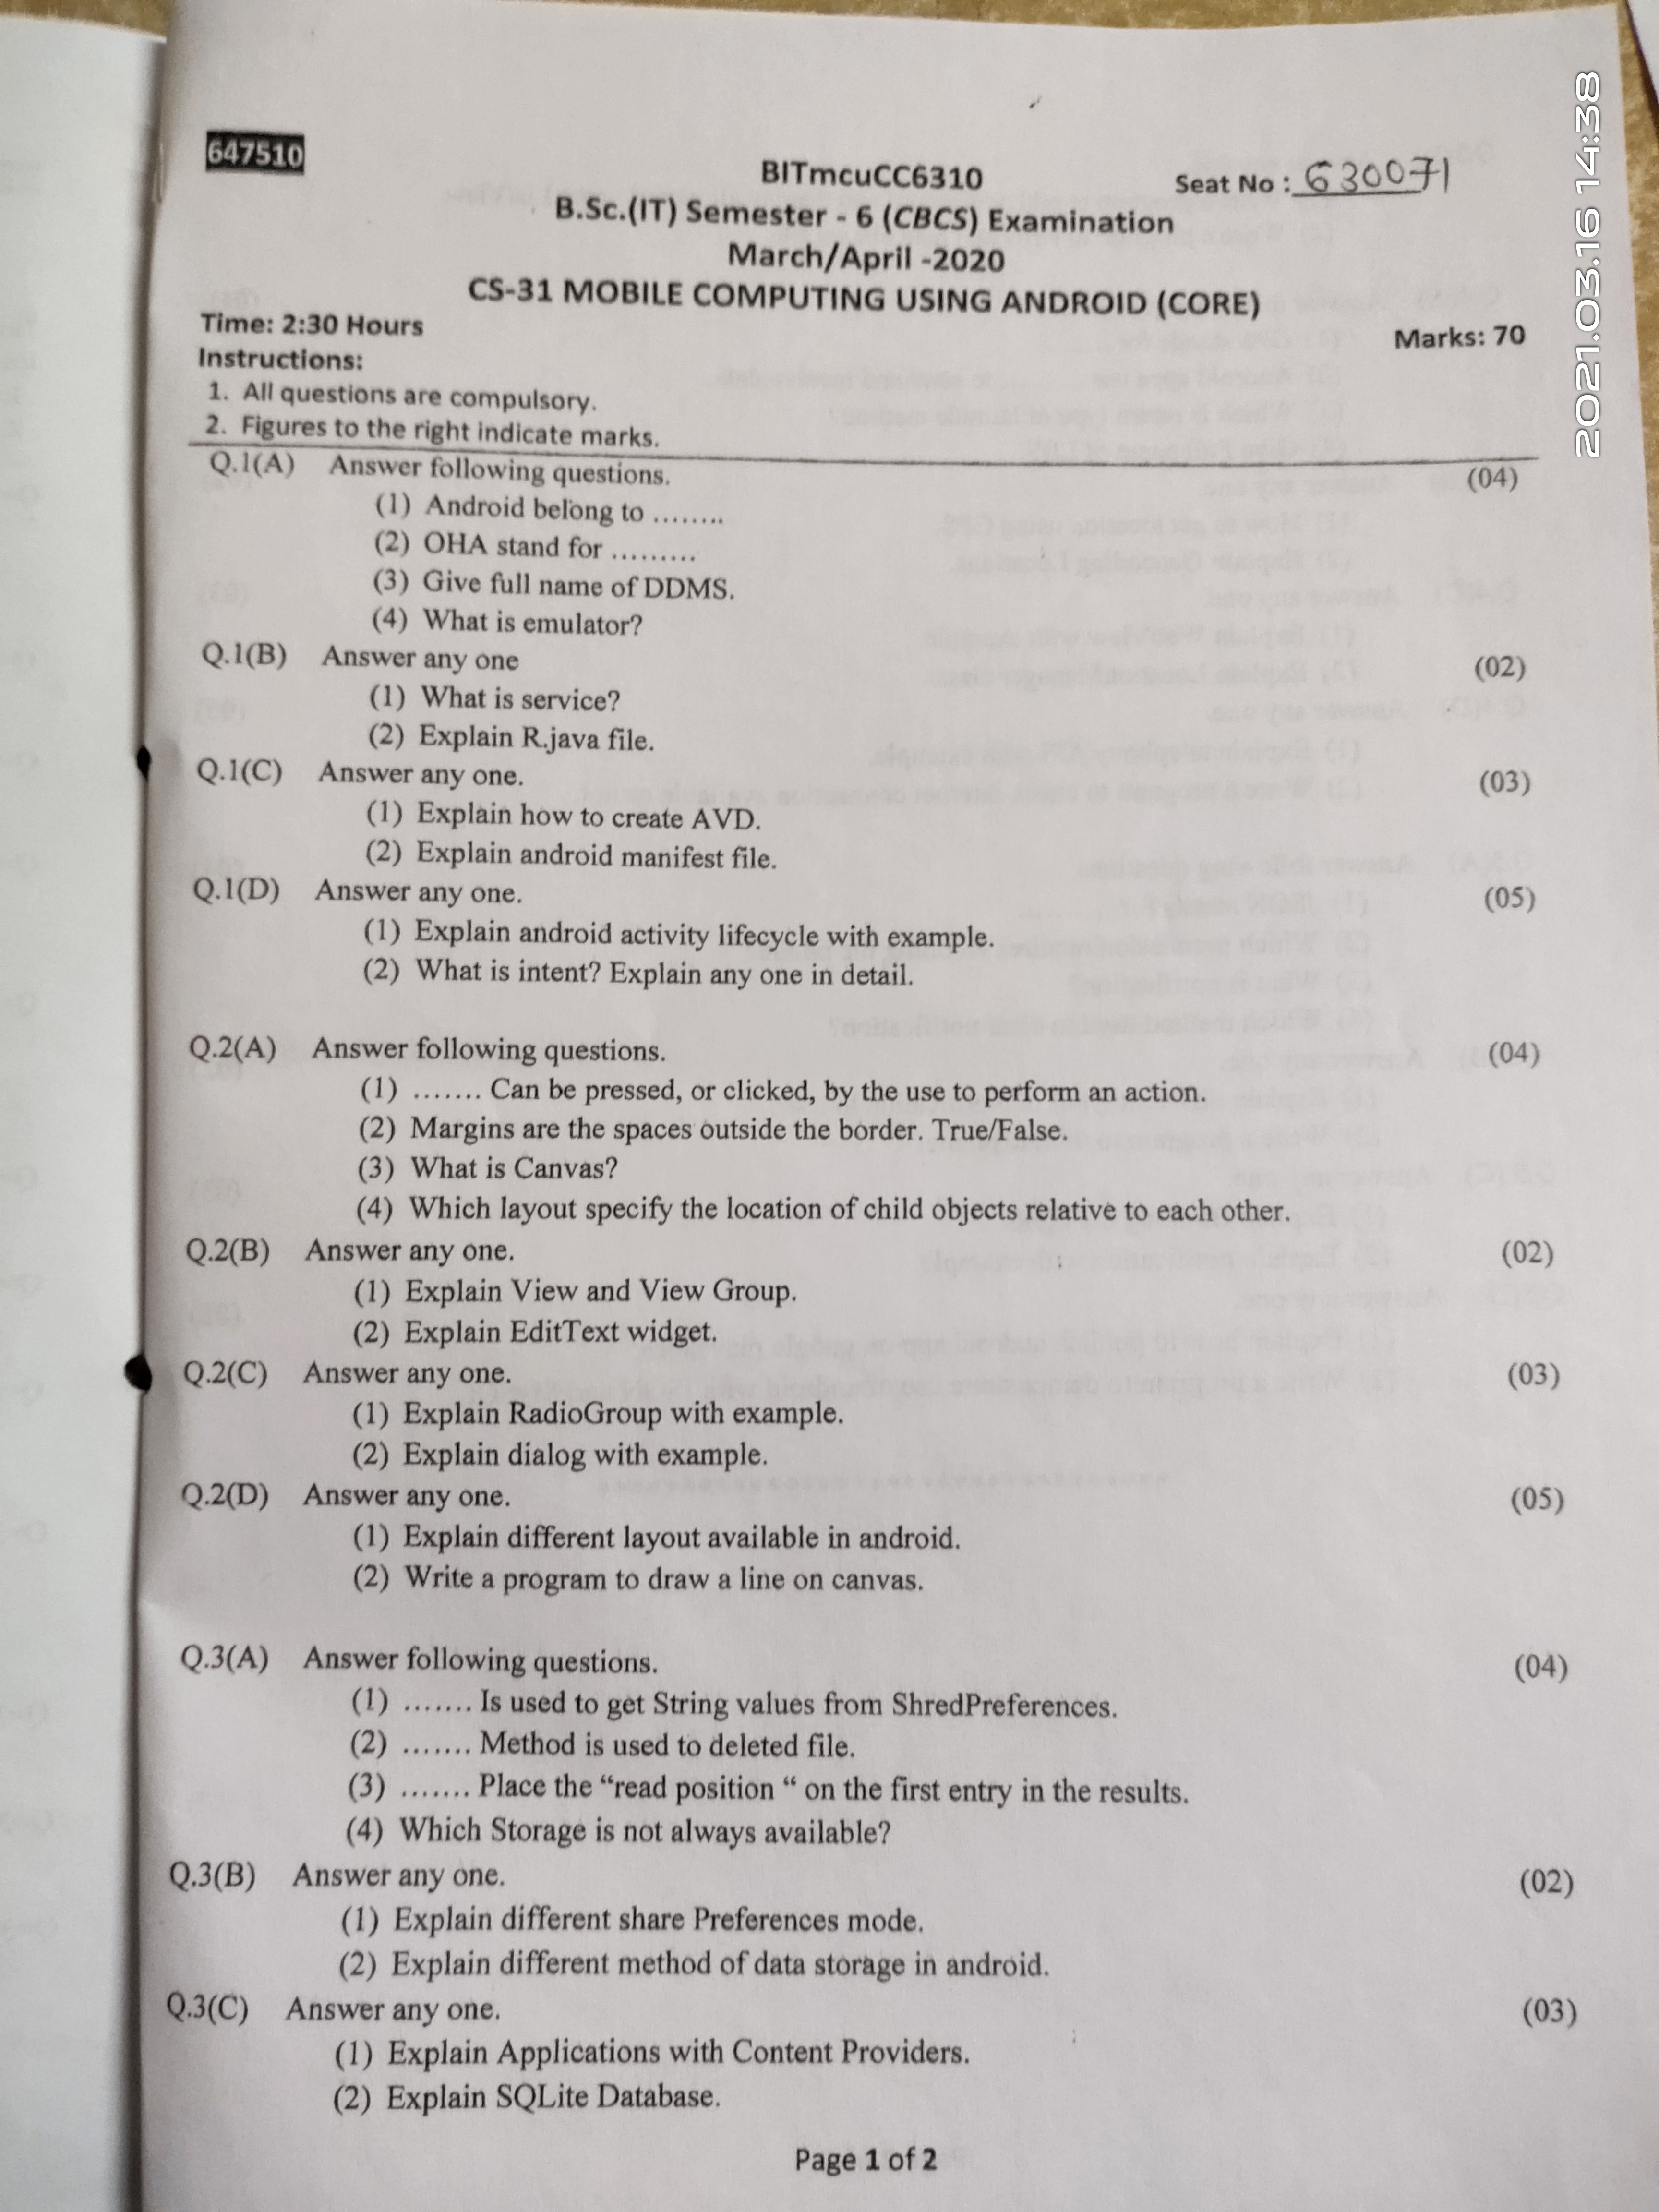 647510
BITmcuCC6310
Seat No : 630071
B.Sc.(IT) Semester - 6 (CBCS) Examination
March/April -2020
CS-31 MOBILE COMPUTING USING ANDROID (CORE)
Time: 2:30 Hours
Marks: 70
Instructions:
1. All questions are compulsory.
2. Figures to the right indicate marks.
Q.1(A) Answer following questions. (04)
(1) Android belong to ........
(2) OHA stand for .........
(3) Give full name of DDMS.
(4) What is emulator?
Q.1(B) Answer any one (02)
(1) What is service?
(2) Explain R.java file.
Q.1(C) Answer any one. (03)
(1) Explain how to create AVD.
(2) Explain android manifest file.
Q.1(D) Answer any one. (05)
(1) Explain android activity lifecycle with example.
(2) What is intent? Explain any one in detail.
Q.2(A) Answer following questions. (04)
(1) ....... Can be pressed, or clicked, by the use to perform an action.
(2) Margins are the spaces outside the border. True/False.
(3) What is Canvas?
(4) Which layout specify the location of child objects relative to each other.
Q.2(B) Answer any one. (02)
(1) Explain View and View Group.
(2) Explain EditText widget.
Q.2(C) Answer any one. (03)
(1) Explain RadioGroup with example.
(2) Explain dialog with example.
Q.2(D) Answer any one. (05)
(1) Explain different layout available in android.
(2) Write a program to draw a line on canvas.
Q.3(A) Answer following questions. (04)
(1) ....... Is used to get String values from ShredPreferences.
(2) ....... Method is used to deleted file.
(3) ....... Place the “read position “ on the first entry in the results.
(4) Which Storage is not always available?
Q.3(B) Answer any one. (02)
(1) Explain different share Preferences mode.
(2) Explain different method of data storage in android.
Q.3(C) Answer any one. (03)
(1) Explain Applications with Content Providers.
(2) Explain SQLite Database.
Page 1 of 2
2021.03.16 14:38